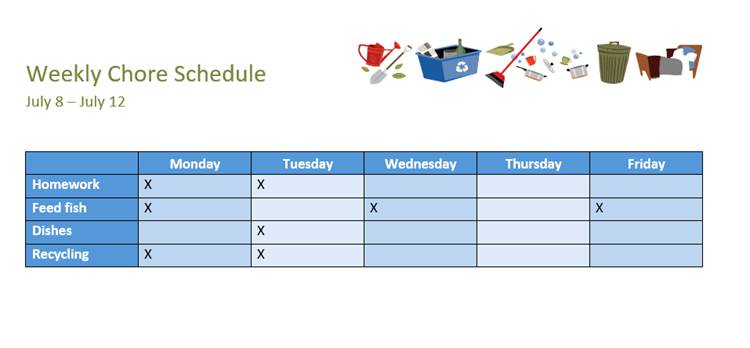 Weekly Chore Schedule
July 8 – July 12
Monday Tuesday Wednesday Thursday Friday
Homework X X
Feed fish X X X
Dishes X
Recycling X X